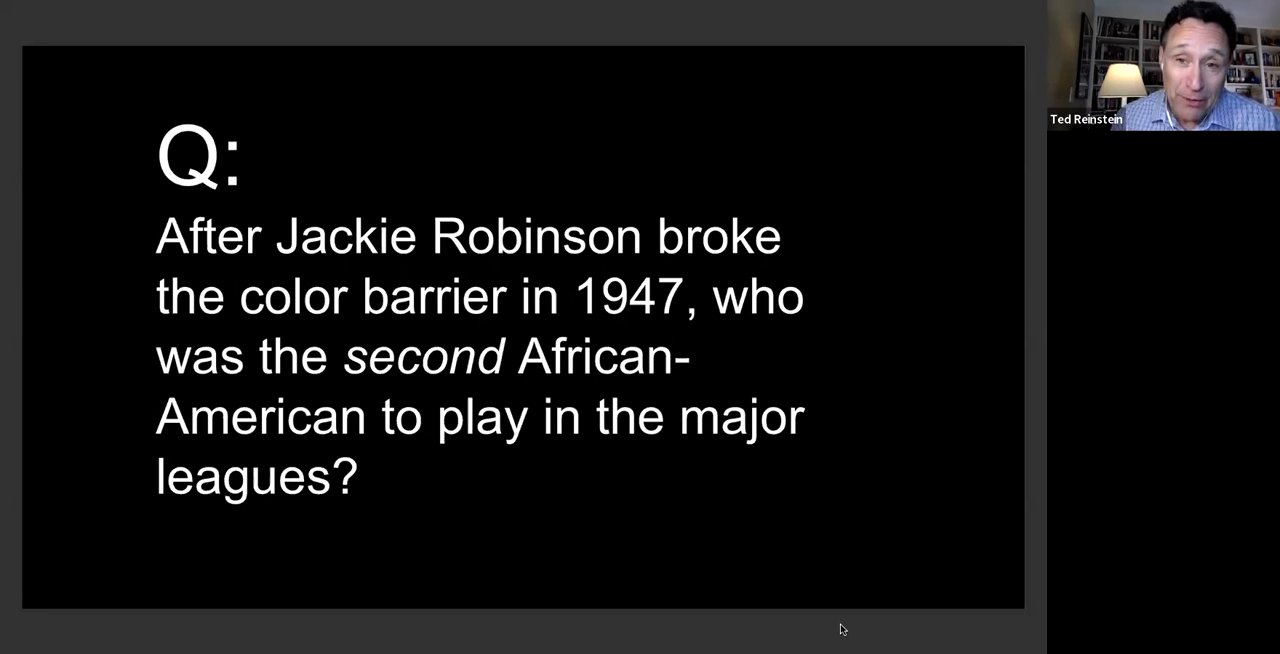 Q:
After Jackie Robinson broke
the color barrier in 1947, who
was the second African-
American to play in the major
leagues?
Ted Reinstein